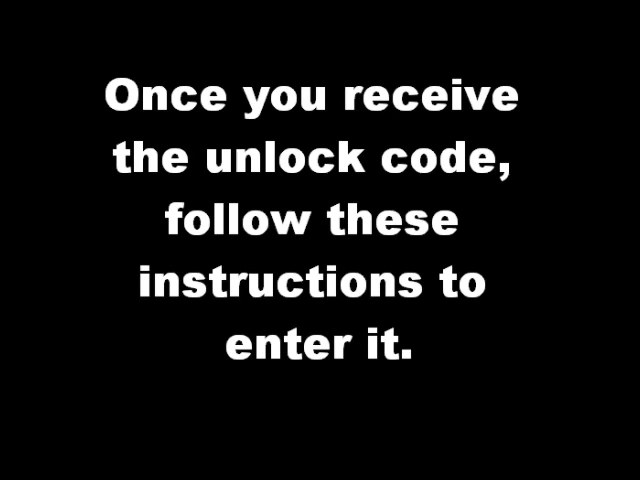 Once you receive
the unlock code,
follow these
instructions to
enter it.